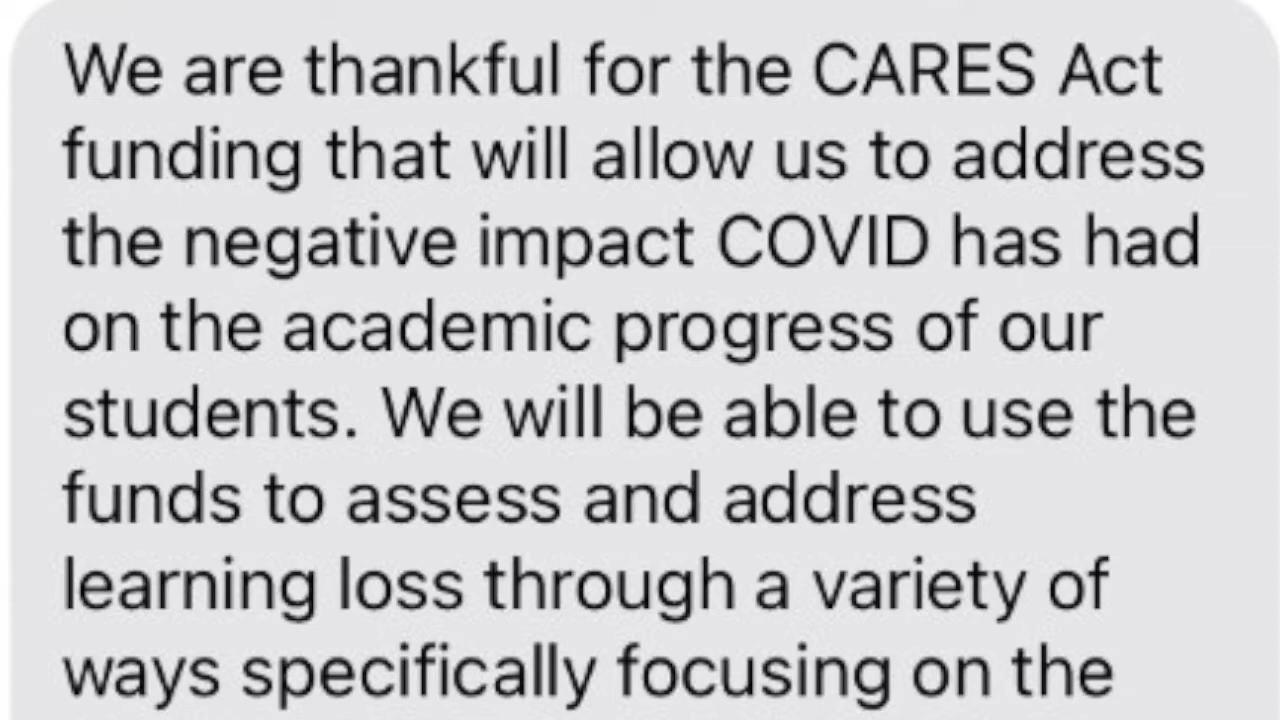 We are thankful for the CARES Act
funding that will allow us to address
the negative impact COVID has had
on the academic progress of our
students. We will be able to use the
funds to assess and address
learning loss through a variety of
ways specifically focusing on the